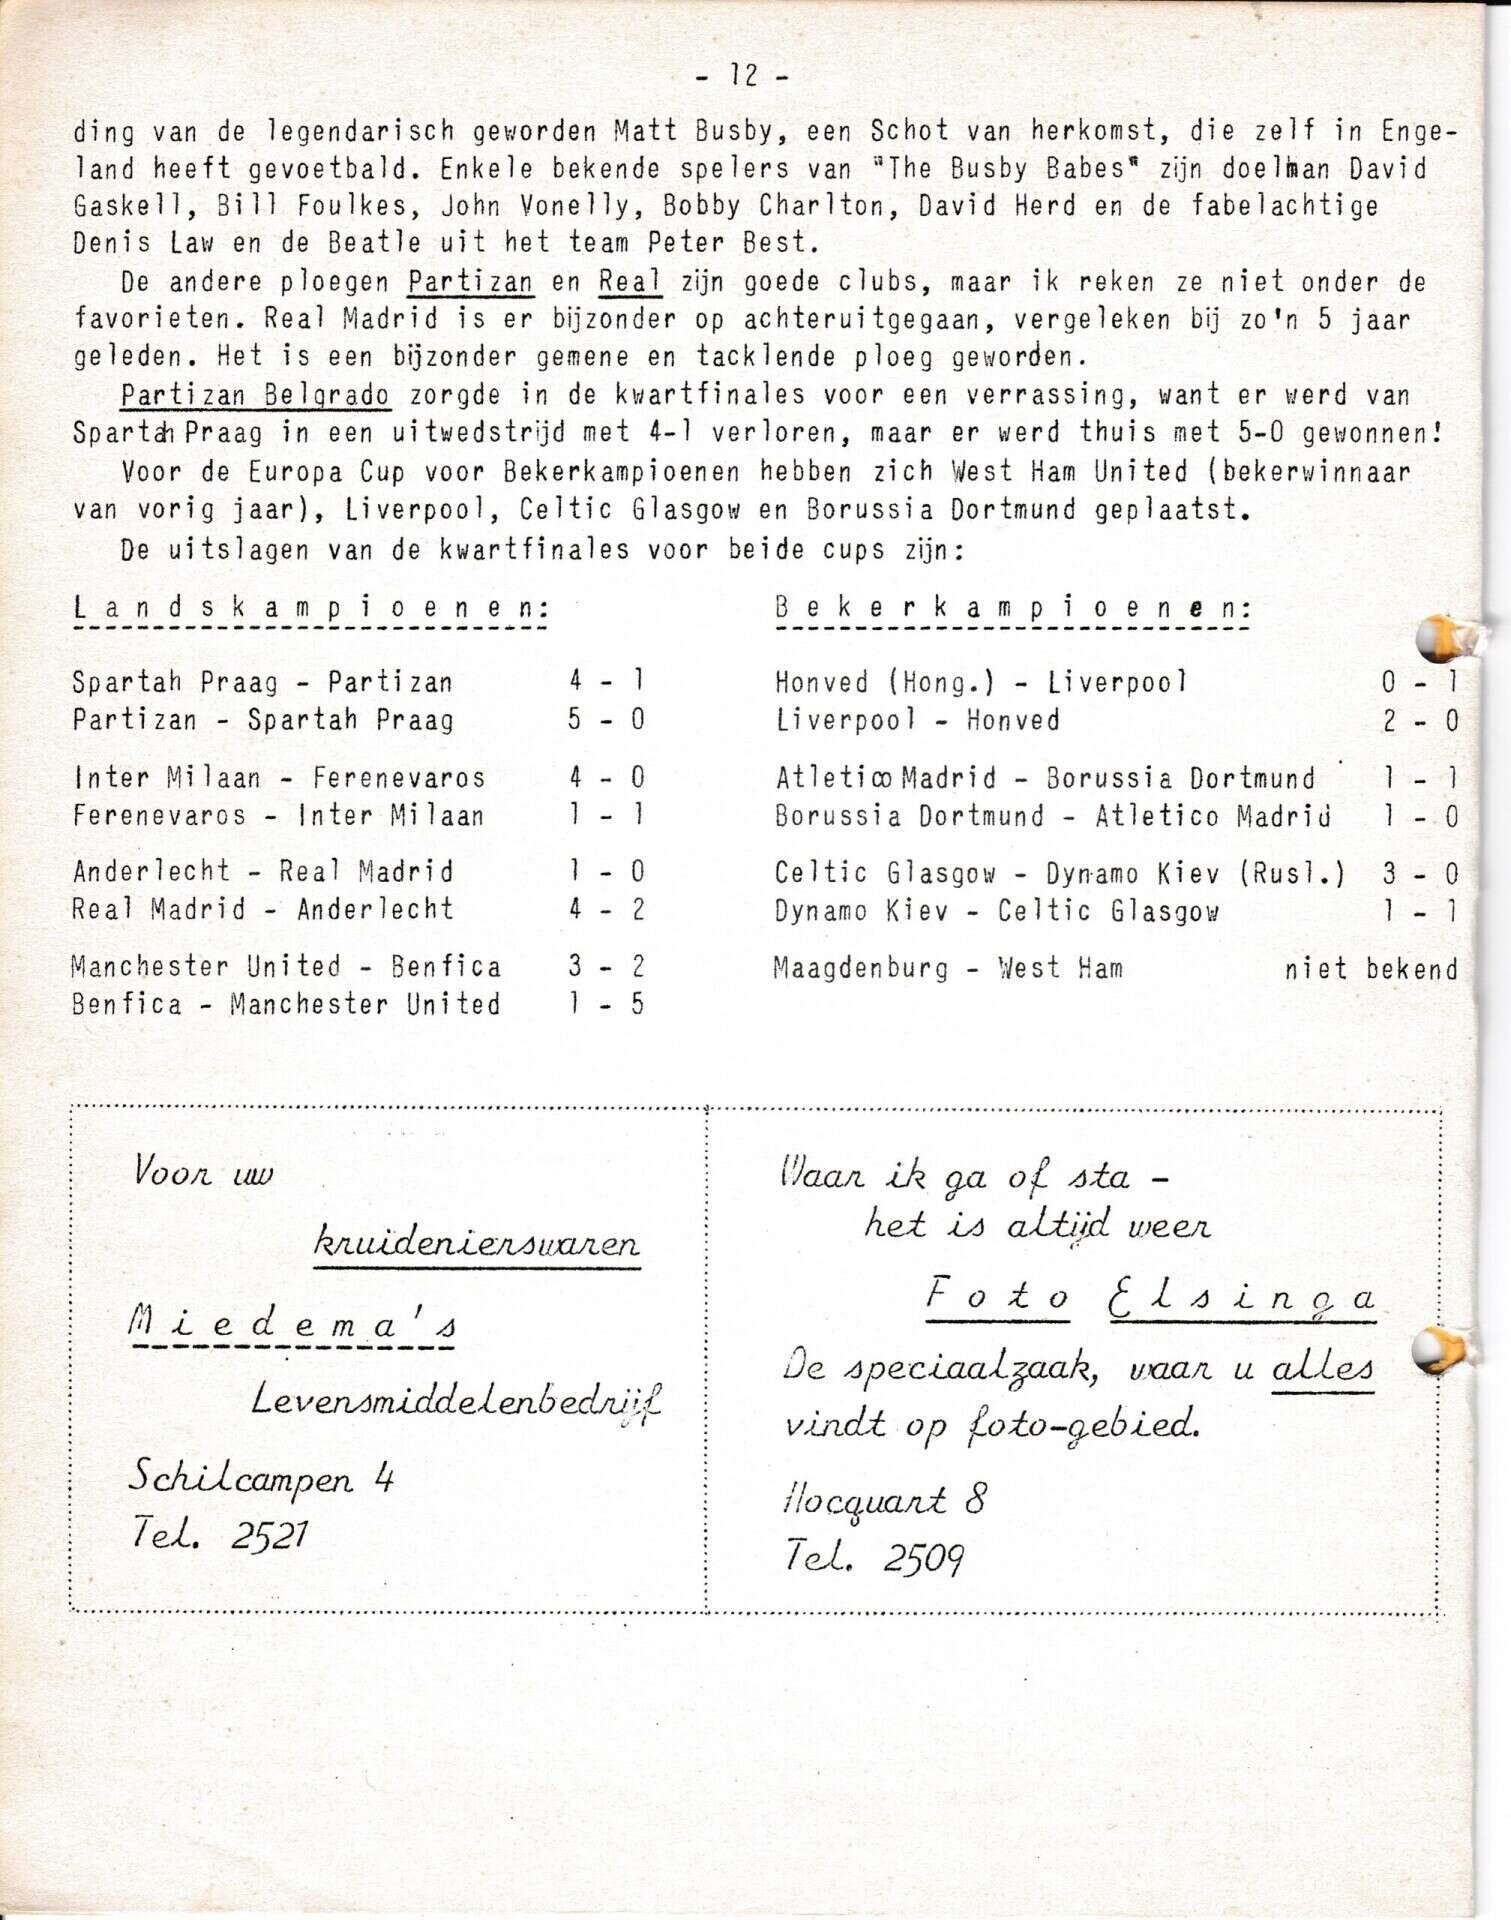 - 12 -
ding van de legendarisch geworden Matt Busby, een Schot van herkomst, die zelf in Enge-
land heeft gevoetbald. Enkele bekende spelers van "The Busby Babes" zijn doelman David
Gaskell, Bill Foulkes, John Vonelly, Bobby Charlton, David Herd en de fabelachtige
Denis Law en de Beatle uit het team Peter Best.
De andere ploegen Partizan en Real zijn goede clubs, maar ik reken ze niet onder de
favorieten. Real Madrid is er bijzonder op achteruitgegaan, vergeleken bij zo'n 5 jaar
geleden. Het is een bijzonder gemene en tacklende ploeg geworden.
Partizan Belgrado zorgde in de kwartfinales voor een verrassing, want er werd van
Spartah Praag in een uitwedstrijd met 4-1 verloren, maar er werd thuis met 5-0 gewonnen!
Voor de Europa Cup voor Bekerkampioenen hebben zich West Ham United (bekerwinnaar
van vorig jaar), Liverpool, Celtic Glasgow en Borussia Dortmund geplaatst.
De uitslagen van de kwartfinales voor beide cups zijn:
L a n d s k a m p i o e n e n:
Spartah Praag - Partizan 4 - 1
Partizan - Spartah Praag 5 - 0
Inter Milaan - Ferenevaros 4 - 0
Ferenevaros - Inter Milaan 1 - 1
Anderlecht - Real Madrid 1 - 0
Real Madrid - Anderlecht 4 - 2
Manchester United - Benfica 3 - 2
Benfica - Manchester United 1 - 5
B e k e r k a m p i o e n e n:
Honved (Hong.) - Liverpool 0 - 1
Liverpool - Honved 2 - 0
Atletico Madrid - Borussia Dortmund 1 - 1
Borussia Dortmund - Atletico Madrid 1 - 0
Celtic Glasgow - Dynamo Kiev (Rusl.) 3 - 0
Dynamo Kiev - Celtic Glasgow 1 - 1
Maagdenburg - West Ham niet bekend
Voor uw
kruidenierswaren
M i e d e m a ' s
Levensmiddelenbedrijf
Schilcampen 4
Tel. 2521
Waar ik ga of sta -
het is altijd weer
F o t o E l s i n g a
De speciaalzaak, waar u alles
vindt op foto-gebied.
Hocquart 8
Tel. 2509